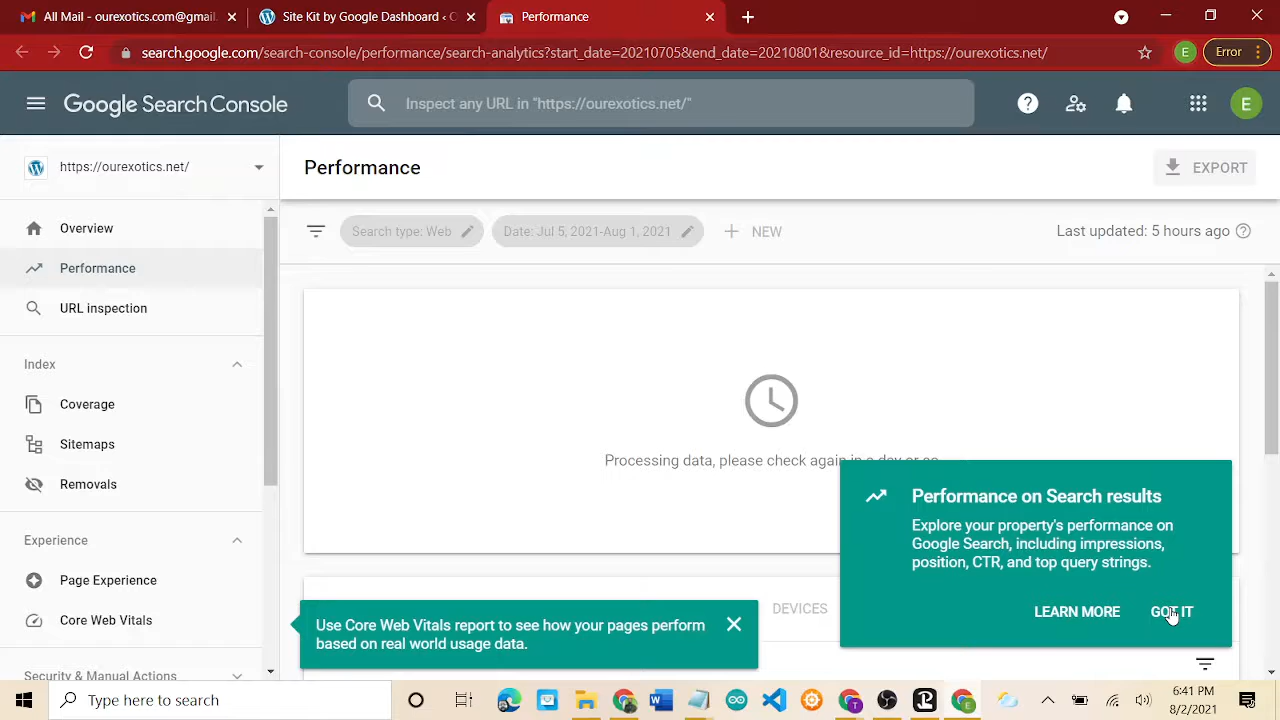 All Mail - ourexotics.com@gmail.
Site Kit by Google Dashboard ‹ O
Performance
search.google.com/search-console/performance/search-analytics?start_date=20210705&end_date=20210801&resource_id=https://ourexotics.net/
E
Error
Google Search Console
Inspect any URL in "https://ourexotics.net/"
E
https://ourexotics.net/
Performance
EXPORT
Search type: Web
Date: Jul 5, 2021-Aug 1, 2021
NEW
Last updated: 5 hours ago
Overview
Performance
URL inspection
Index
Coverage
Sitemaps
Removals
Experience
Page Experience
Core Web Vitals
Security & Manual Actions
Processing data, please check again in a day or so
Performance on Search results
Explore your property's performance on
Google Search, including impressions,
position, CTR, and top query strings.
LEARN MORE
GOT IT
DEVICES
Use Core Web Vitals report to see how your pages perform
based on real world usage data.
Type here to search
6:41 PM
8/2/2021